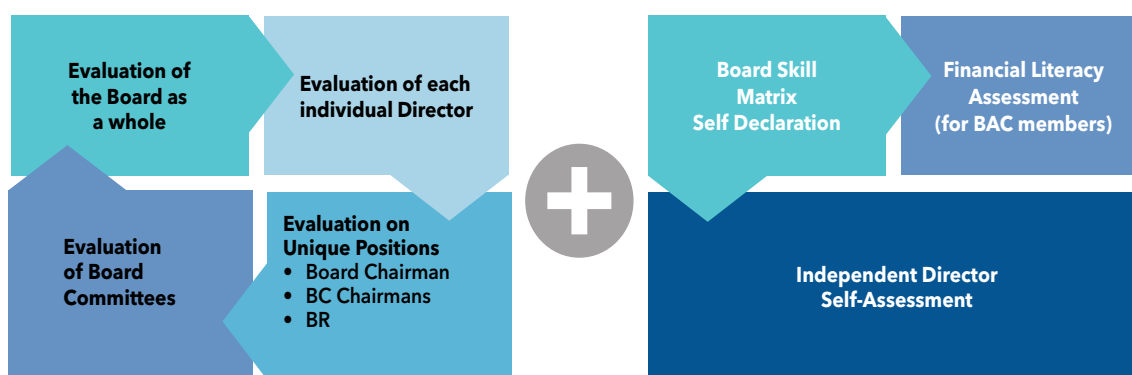 Evaluation of
the Board as
a whole
Evaluation of each
individual Director
Evaluation
of Board
Committees
Evaluation on
Unique Positions
• Board Chairman
• BC Chairmans
• BR
Board Skill
Matrix
Self Declaration
Financial Literacy
Assessment
(for BAC members)
Independent Director
Self-Assessment